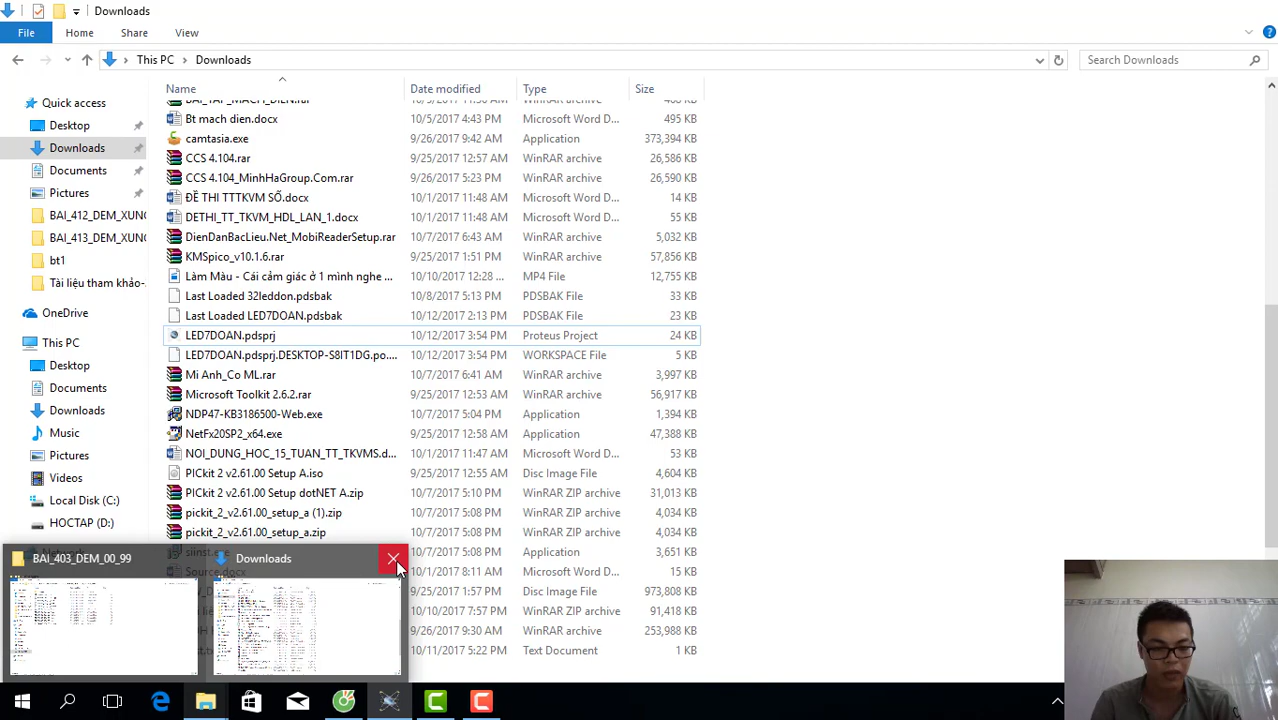 Downloads
File Home Share View
This PC Downloads
Search Downloads
Name Date modified Type Size
Quick access
Desktop
Downloads
Documents
Pictures
BAI_412_DEM_XUNG
BAI_413_DEM_XUNG
bt1
Tài liệu tham khảo-
OneDrive
This PC
Desktop
Documents
Downloads
Music
Pictures
Videos
Local Disk (C:)
HOCTAP (D:)
BAI_TAP_MACH_DIEN.rar
Bt mach dien.docx 10/5/2017 4:43 PM Microsoft Word D... 495 KB
camtasia.exe 9/26/2017 9:42 AM Application 373,394 KB
CCS 4.104.rar 9/25/2017 12:57 AM WinRAR archive 26,586 KB
CCS 4.104_MinhHaGroup.Com.rar 9/26/2017 5:23 PM WinRAR archive 26,590 KB
ĐỀ THI TTTKVM SỐ.docx 10/1/2017 11:48 AM Microsoft Word D... 14 KB
DETHI_TT_TKVM_HDL_LAN_1.docx 10/1/2017 11:48 AM Microsoft Word D... 55 KB
DienDanBacLieu.Net_MobiReaderSetup.rar 10/7/2017 6:43 AM WinRAR archive 5,032 KB
KMSpico_v10.1.6.rar 9/25/2017 1:51 PM WinRAR archive 57,856 KB
Làm Màu - Cái cảm giác ở 1 mình nghe ... 10/10/2017 12:28 ... MP4 File 12,755 KB
Last Loaded 32leddon.pdsbak 10/8/2017 5:13 PM PDSBAK File 33 KB
Last Loaded LED7DOAN.pdsbak 10/12/2017 2:13 PM PDSBAK File 23 KB
LED7DOAN.pdsprj 10/12/2017 3:54 PM Proteus Project 24 KB
LED7DOAN.pdsprj.DESKTOP-S8IT1DG.po.... 10/12/2017 3:54 PM WORKSPACE File 5 KB
Mi Anh_Co ML.rar 10/7/2017 6:41 AM WinRAR archive 3,997 KB
Microsoft Toolkit 2.6.2.rar 9/25/2017 12:53 AM WinRAR archive 56,917 KB
NDP47-KB3186500-Web.exe 10/7/2017 5:04 PM Application 1,394 KB
NetFx20SP2_x64.exe 9/25/2017 12:58 AM Application 47,388 KB
NOI_DUNG_HOC_15_TUAN_TT_TKVMS.d... 10/1/2017 11:47 AM Microsoft Word D... 53 KB
PICkit 2 v2.61.00 Setup A.iso 9/25/2017 12:55 AM Disc Image File 4,604 KB
PICkit 2 v2.61.00 Setup dotNET A.zip 10/7/2017 5:10 PM WinRAR ZIP archive 31,013 KB
pickit_2_v2.61.00_setup_a (1).zip 10/7/2017 5:08 PM WinRAR ZIP archive 4,034 KB
pickit_2_v2.61.00_setup_a.zip 10/7/2017 5:08 PM WinRAR ZIP archive 4,034 KB
10/7/2017 5:08 PM Application 3,651 KB
10/1/2017 8:11 AM Microsoft Word D... 15 KB
9/25/2017 1:57 PM Disc Image File 973,808 KB
10/10/2017 7:57 PM WinRAR ZIP archive 91,418 KB
9/26/2017 9:30 AM WinRAR ZIP archive 253,988 KB
10/11/2017 5:22 PM Text Document 1 KB
BAI_403_DEM_00_99 Downloads